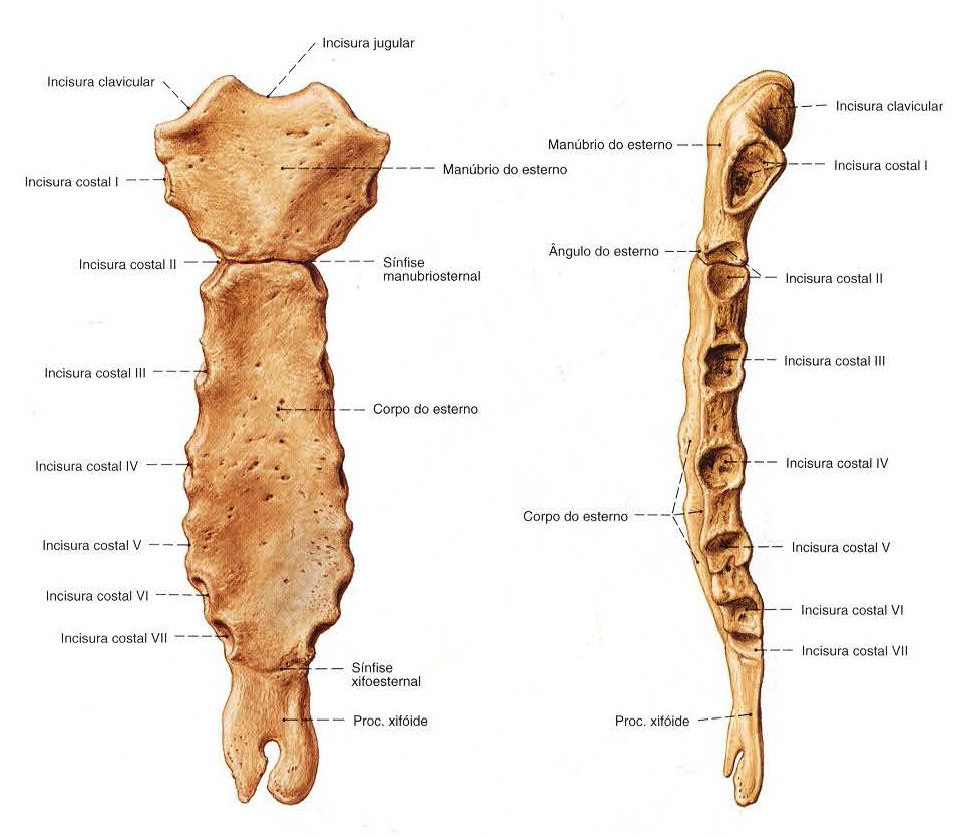 Incisura jugular
Incisura clavicular
Manúbrio do esterno
Incisura costal I
Incisura costal II
Sínfise
manubriosternal
Incisura costal III
Corpo do esterno
Incisura costal IV
Incisura costal V
Incisura costal VI
Incisura costal VII
Sínfise
xifoesternal
Proc. xifóide
Incisura clavicular
Manúbrio do esterno
Incisura costal I
Ângulo do esterno
Incisura costal II
Incisura costal III
Incisura costal IV
Corpo do esterno
Incisura costal V
Incisura costal VI
Incisura costal VII
Proc. xifóide